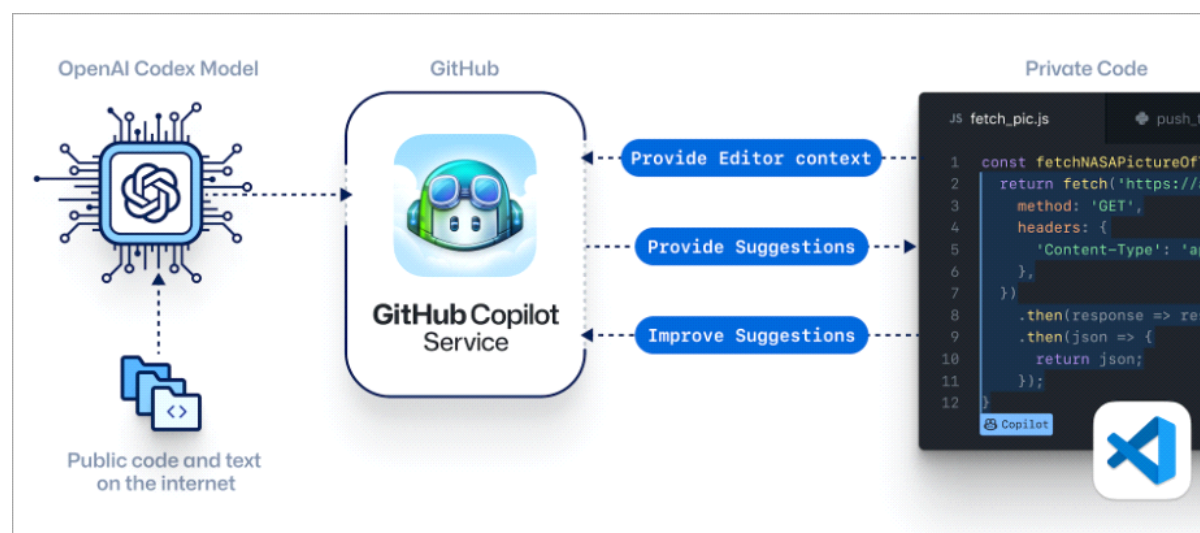 OpenAI Codex Model
GitHub
Private Code
JS fetch_pic.js
push_
Provide Editor context
Provide Suggestions
Improve Suggestions
GitHub Copilot
Service
Public code and text
on the internet
<>
1 const fetchNASAPictureOf
2 return fetch('https://
3 method: 'GET',
4 headers: {
5 'Content-Type': 'a
6 },
7 })
8 .then(response => res
9 .then(json => {
10 return json;
11 });
12 }
Copilot